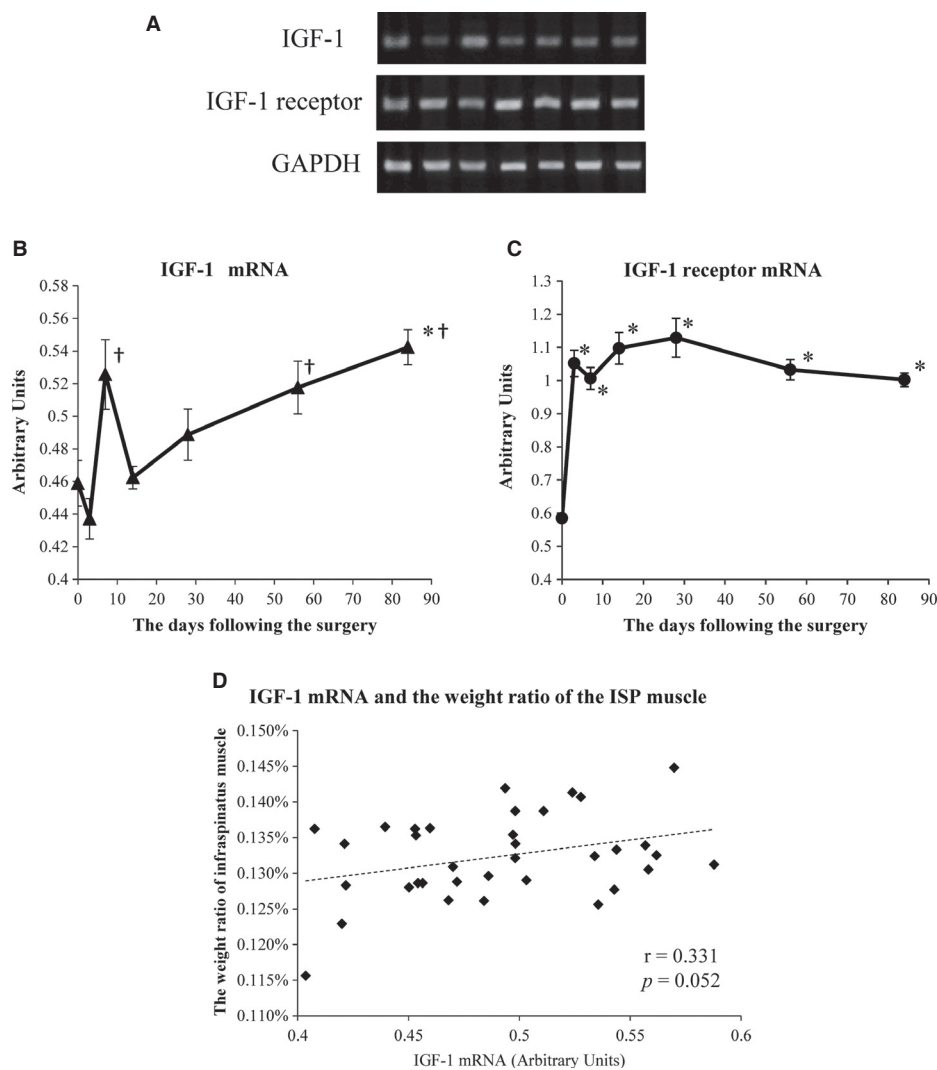 A
IGF-1
IGF-1 receptor
GAPDH
B
IGF-1 mRNA
0.58
0.56
0.54
0.52
0.5
0.48
0.46
0.44
0.42
0.4
Arbitrary Units
†
†
* †
0 10 20 30 40 50 60 70 80 90
The days following the surgery
C
IGF-1 receptor mRNA
1.3
1.2
1.1
1
0.9
0.8
0.7
0.6
0.5
0.4
Arbitrary Units
*
*
*
*
*
*
0 10 20 30 40 50 60 70 80 90
The days following the surgery
D
IGF-1 mRNA and the weight ratio of the ISP muscle
The weight ratio of infraspinatus muscle
0.150%
0.145%
0.140%
0.135%
0.130%
0.125%
0.120%
0.115%
0.110%
r = 0.331
p = 0.052
0.4 0.45 0.5 0.55 0.6
IGF-1 mRNA (Arbitrary Units)